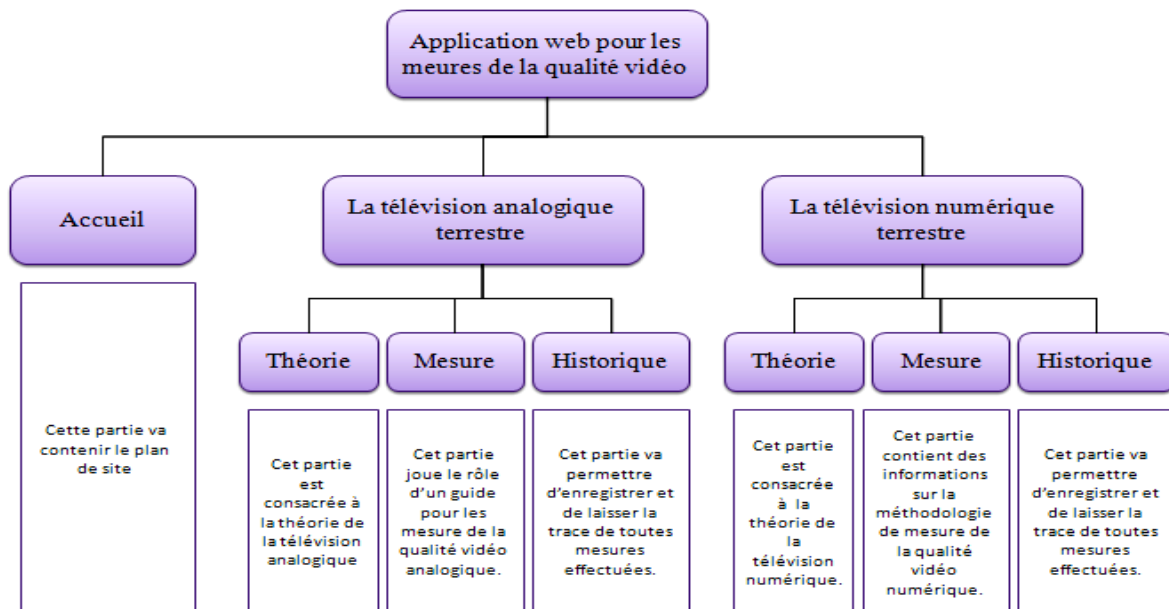 Application web pour les
meures de la qualité vidéo
Accueil
La télévision analogique
terrestre
La télévision numérique
terrestre
Théorie
Mesure
Historique
Théorie
Mesure
Historique
Cette partie va
contenir le plan
de site
Cet partie
est
consacrée à
la théorie de
la télévision
analogique
Cet partie
joue le rôle
d'un guide
pour les
mesure de la
qualité vidéo
analogique.
Cet partie va
permettre
d'enregistrer et
de laisser la
trace de toutes
mesures
effectuées.
Cet partie
est
consacrée
à la
théorie de
la
télévision
numérique.
Cet partie
contient des
informations
sur la
méthodologie
de mesure de
la qualité
vidéo
numérique.
Cet partie va
permettre
d'enregistrer et
de laisser la
trace de toutes
mesures
effectuées.